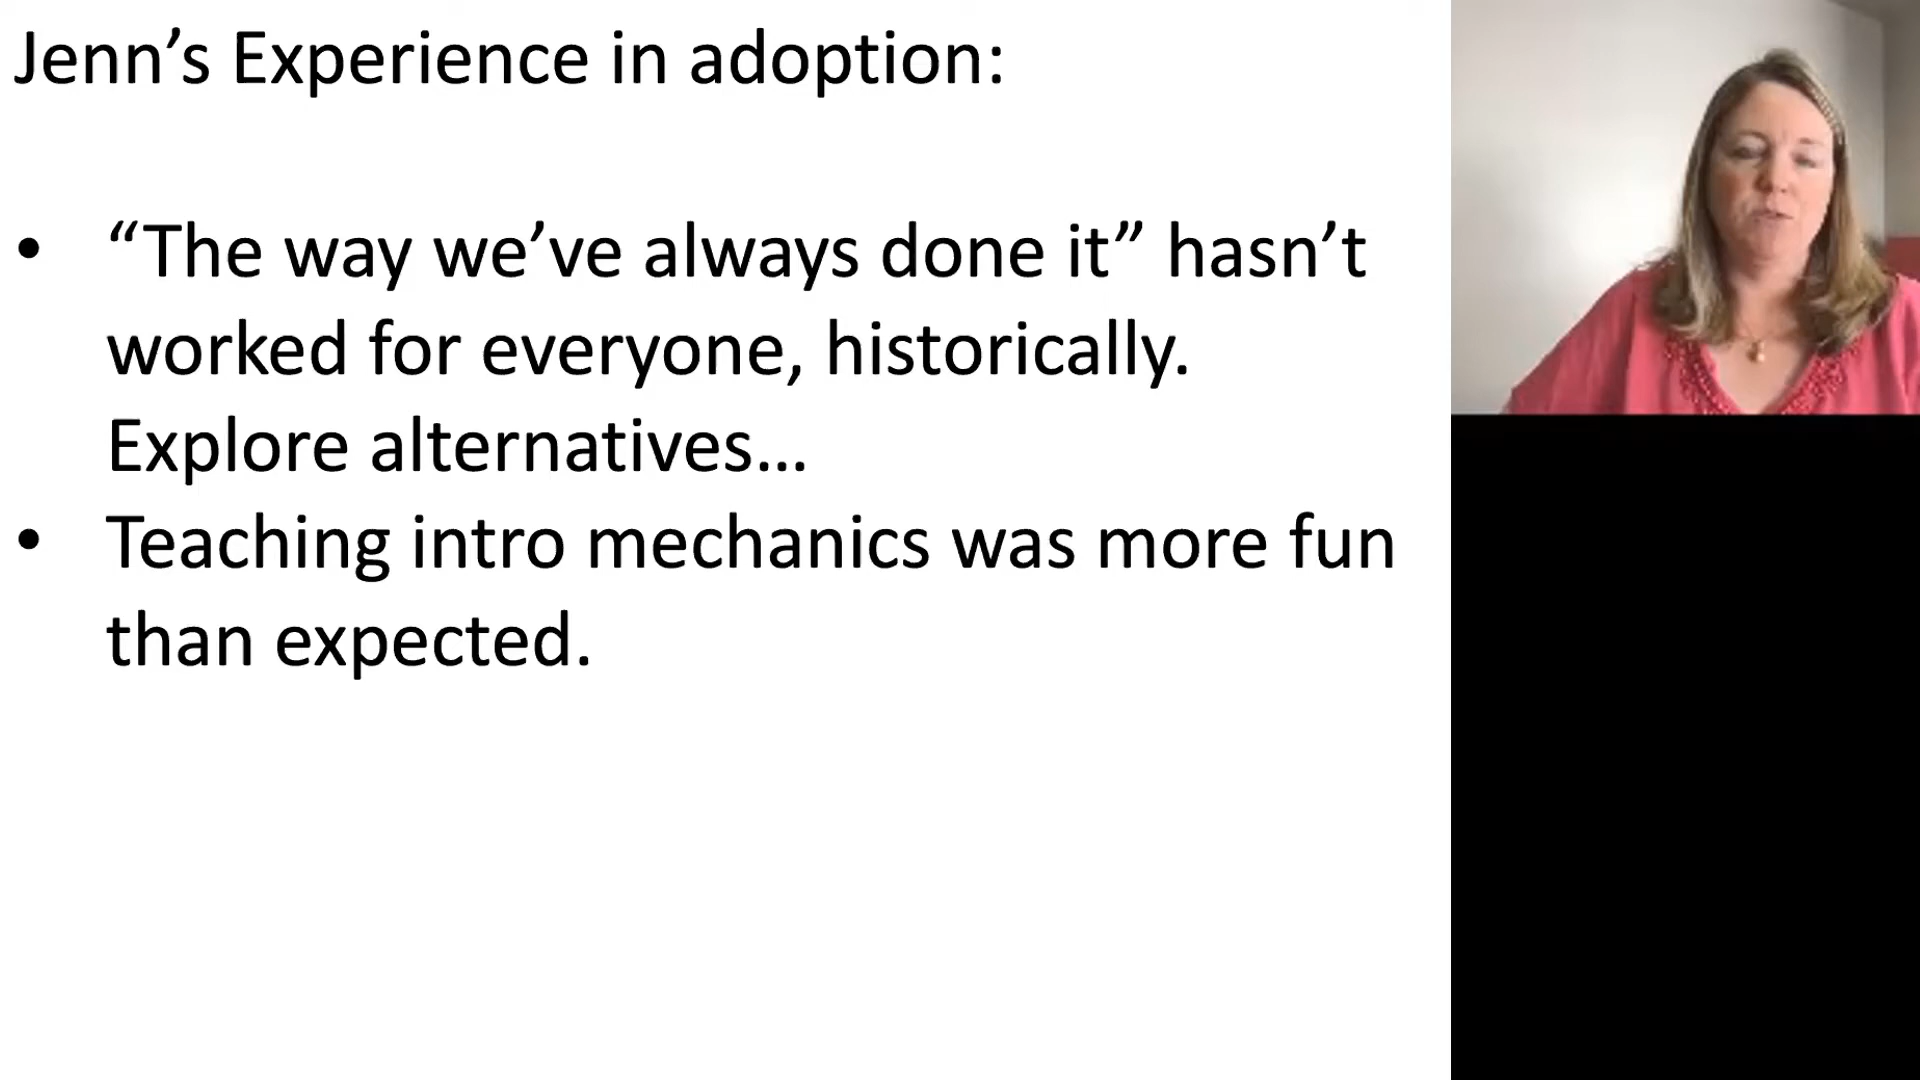 Jenn’s Experience in adoption:
• “The way we’ve always done it” hasn’t
worked for everyone, historically.
Explore alternatives…
• Teaching intro mechanics was more fun
than expected.